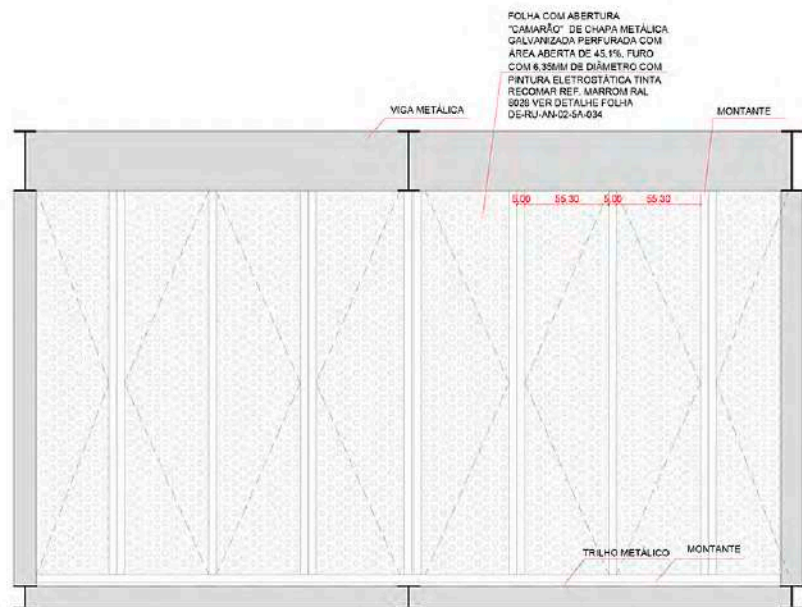 FOLHA COM ABERTURA
"CAMARÃO" DE CHAPA METÁLICA
GALVANIZADA PERFURADA COM
ÁREA ABERTA DE 45,1%, FURO
COM 6,35MM DE DIÂMETRO COM
PINTURA ELETROSTÁTICA TINTA
RECOMAR REF. MARROM RAL
8028 VER DETALHE FOLHA
DE-RU-AN-02-5A-034
VIGA METÁLICA
MONTANTE
5.00 55.30 5.00 55.30
TRILHO METÁLICO
MONTANTE